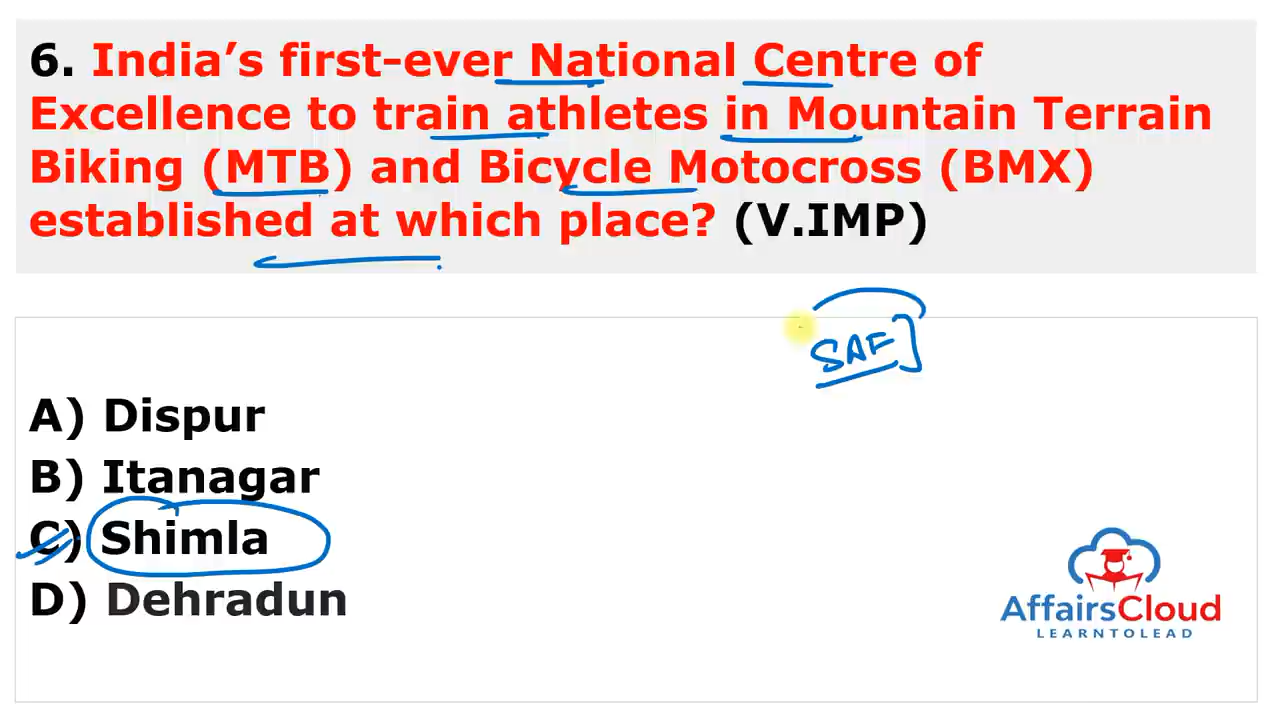 6. India’s first-ever National Centre of
Excellence to train athletes in Mountain Terrain
Biking (MTB) and Bicycle Motocross (BMX)
established at which place? (V.IMP)
SAF]
A) Dispur
B) Itanagar
C) Shimla
D) Dehradun
AffairsCloud
LEARNTOLEAD